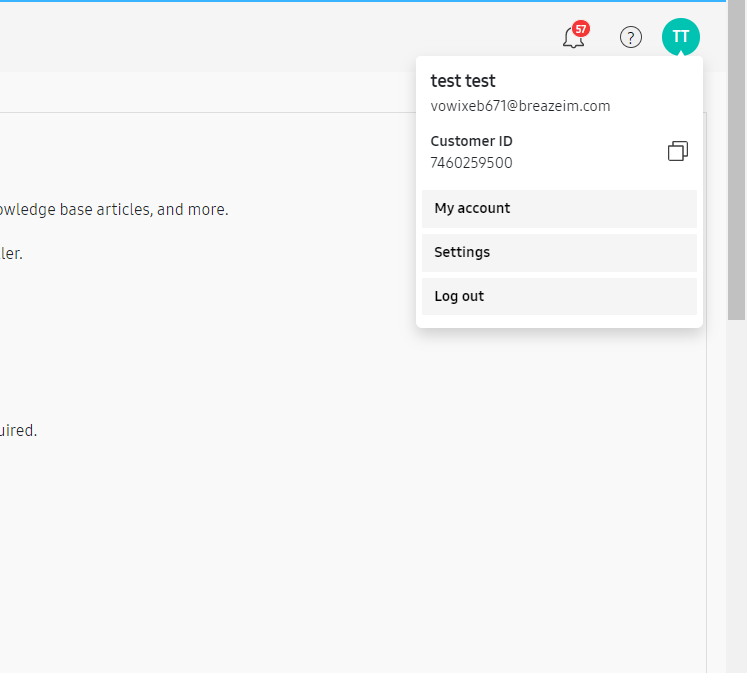 57
?
TT
test test
vowixeb671@breazeim.com
Customer ID
7460259500
owledge base articles, and more.
My account
ler.
Settings
Log out
uired.